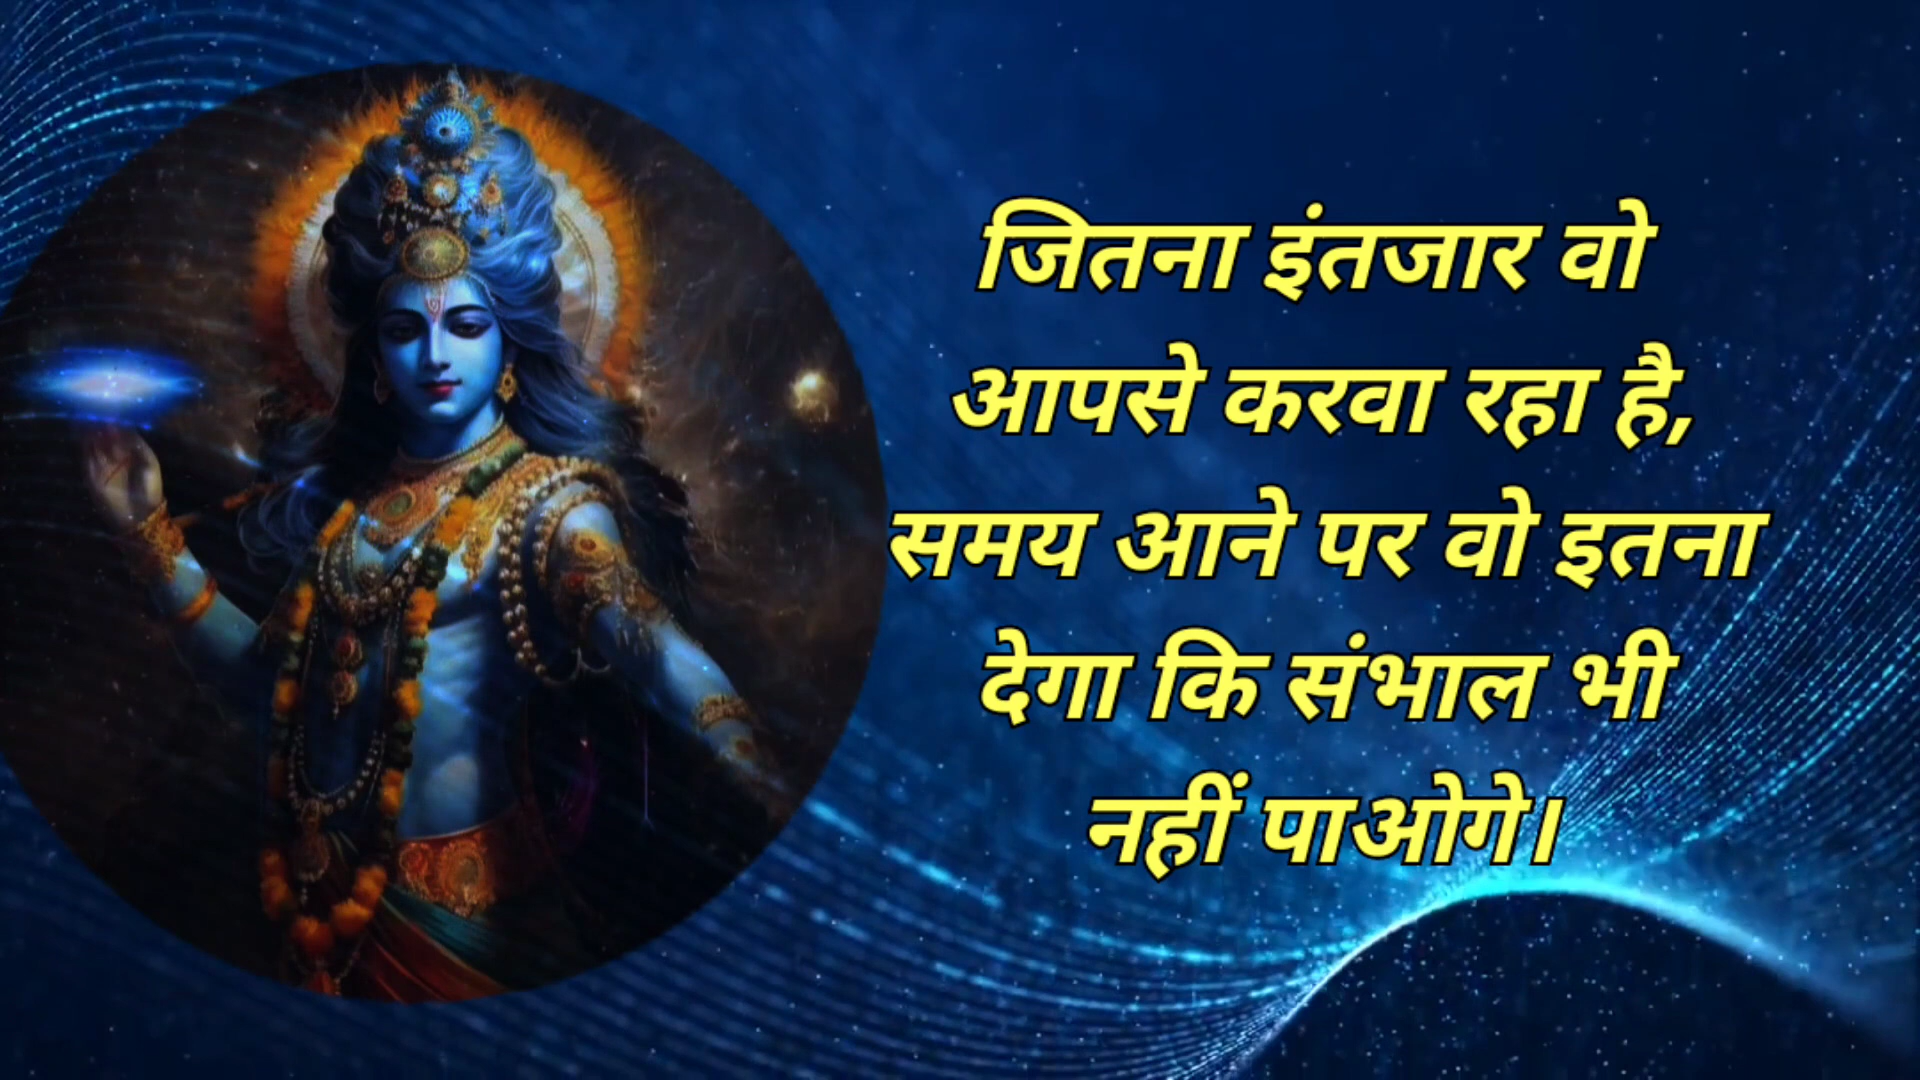 जितना इंतजार वो
आपसे करवा रहा है,
समय आने पर वो इतना
देगा कि संभाल भी
नहीं पाओगे।